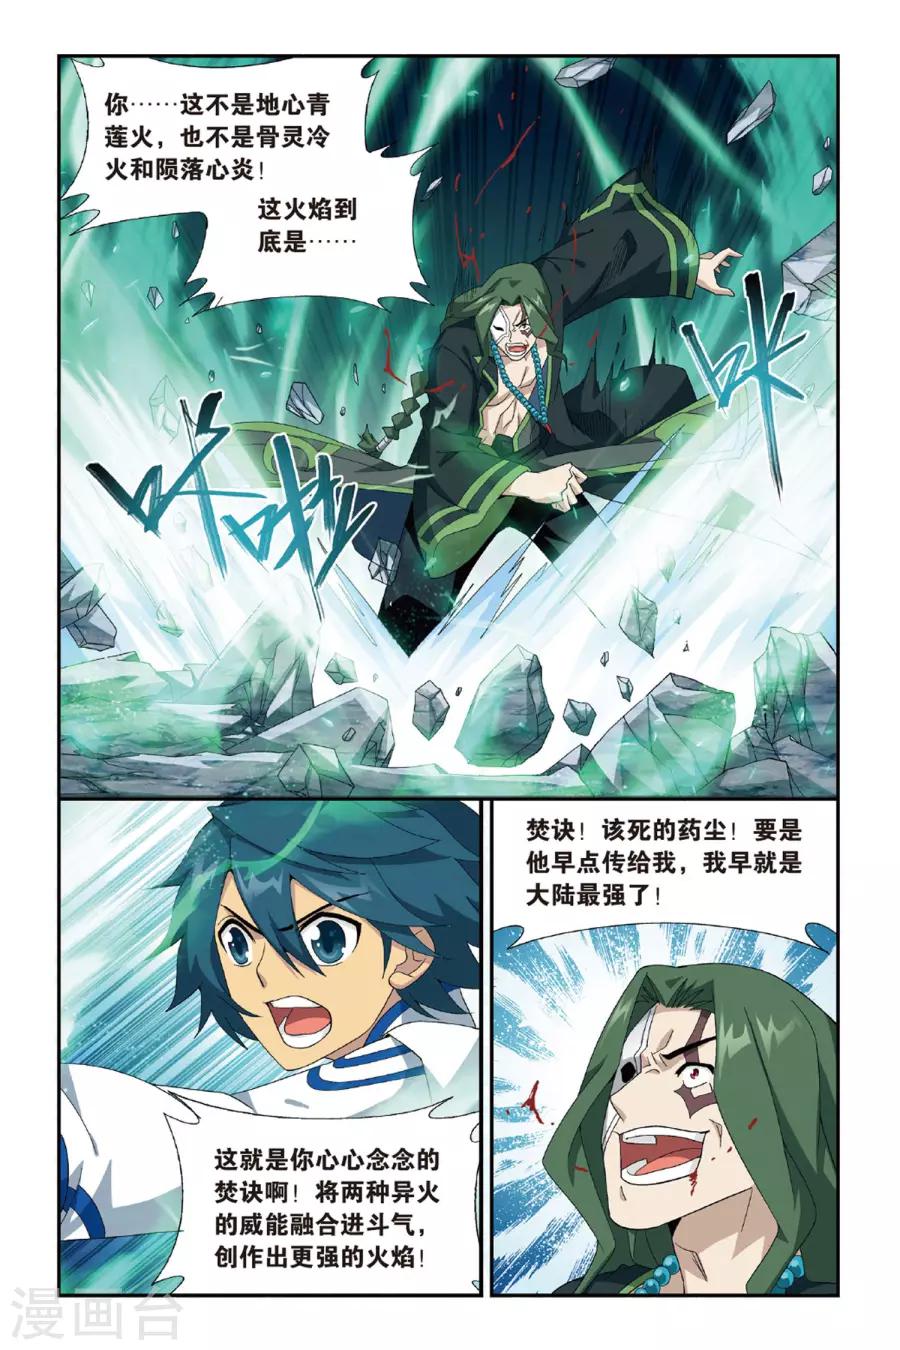 你……这不是地心青
莲火，也不是骨灵冷
火和陨落心炎！
这火焰到
底是……
咔
咔
咔
焚诀！该死的药尘！要是
他早点传给我，我早就是
大陆最强了！
这就是你心心念念的
焚诀啊！将两种异火
的威能融合进斗气，
创作出更强的火焰！
漫画台